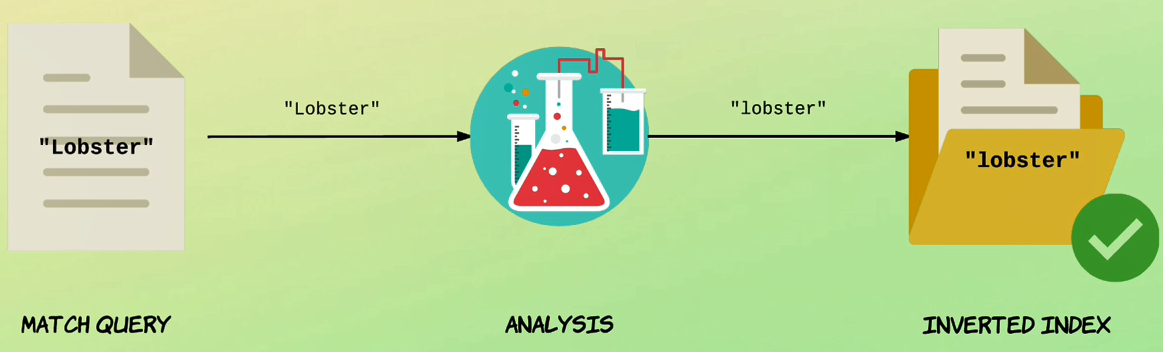 "Lobster"
"Lobster"
"lobster"
"lobster"
MATCH QUERY
ANALYSIS
INVERTED INDEX